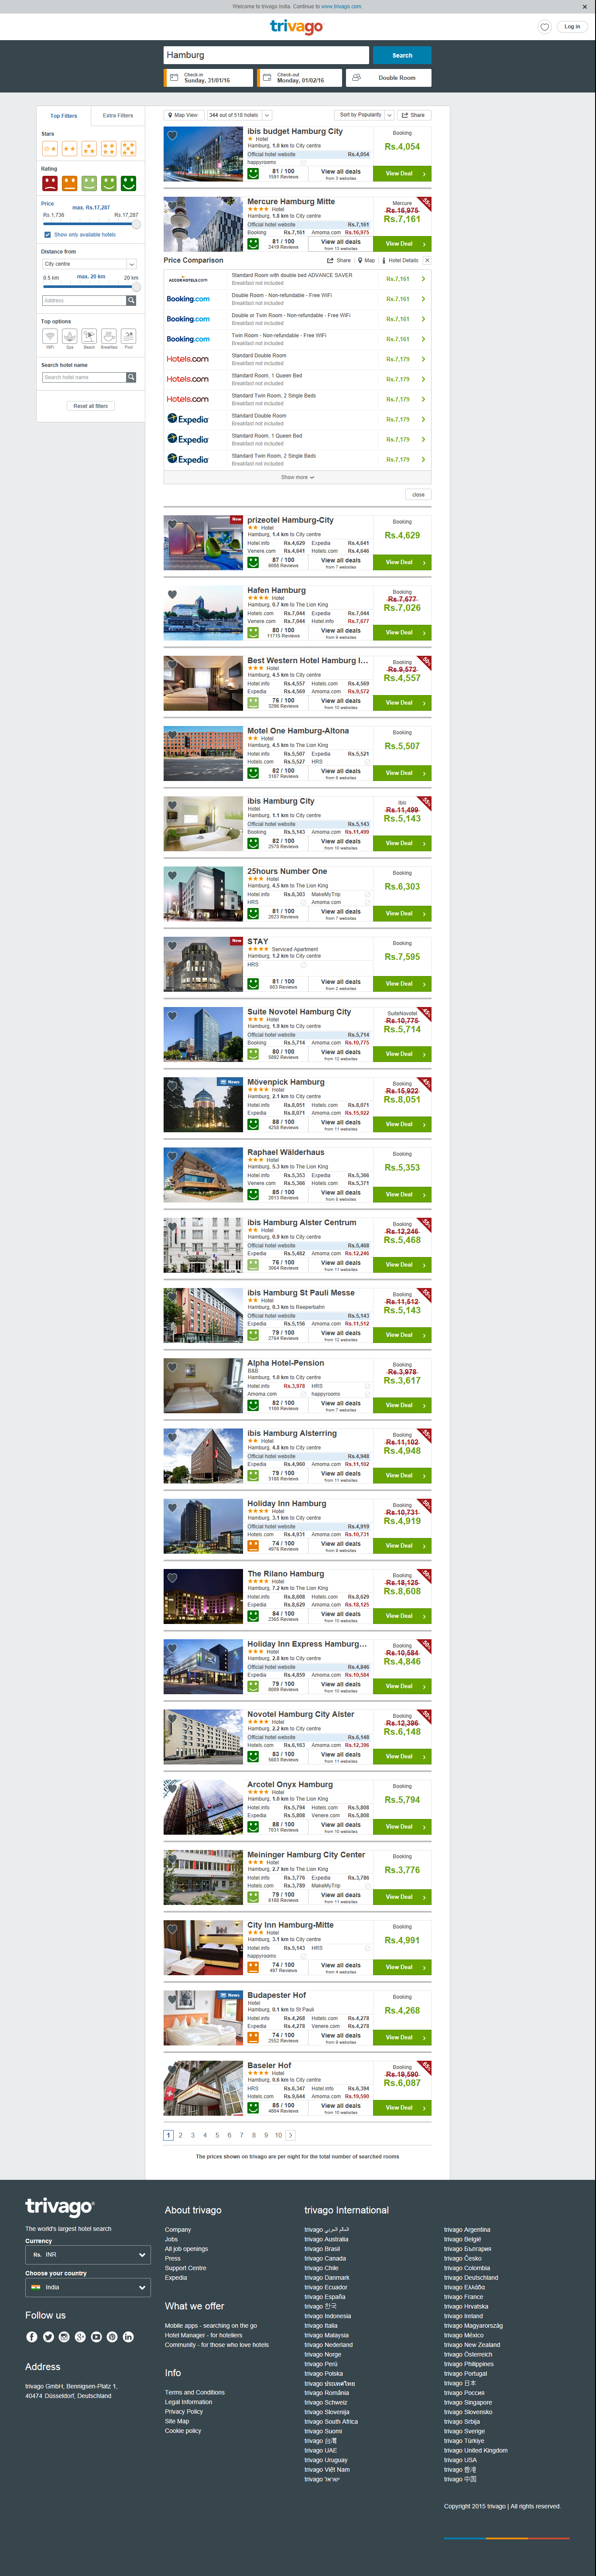 Welcome to trivago India. Continue to www.trivago.com.
trivago
Log in
Hamburg
Search
Check-in
Sunday, 31/01/16
Check-out
Monday, 01/02/16
Double Room
Top Filters
Extra Filters
Stars
Rating
Price
max. Rs.17,287
Rs.1,736
Rs.17,287
Show only available hotels
Distance from
City centre
0.5 km
max. 20 km
20 km
Address
Top options
WiFi
Spa
Beach
Breakfast
Pool
Search hotel name
Search hotel name
Reset all filters
Map View
344 out of 518 hotels
Sort by Popularity
Share
ibis budget Hamburg City
Hotel
Hamburg, 1.0 km to City centre
Official hotel website Rs.4,054
happyrooms
81 / 100
1591 Reviews
View all deals
from 3 websites
Booking
Rs.4,054
View Deal
Mercure Hamburg Mitte
Hotel
Hamburg, 1.8 km to City centre
Official hotel website Rs.7,161
Booking Rs.7,161 Amoma.com Rs.16,975
81 / 100
2419 Reviews
View all deals
Mercure
Rs.16,975
Rs.7,161
View Deal
Price Comparison
Share
Map
Hotel Details
ACCORHOTELS.com
Standard Room with double bed ADVANCE SAVER
Breakfast not included
Rs.7,161
Booking.com
Double Room - Non-refundable - Free WiFi
Breakfast not included
Rs.7,161
Booking.com
Double or Twin Room - Non-refundable - Free WiFi
Breakfast not included
Rs.7,161
Booking.com
Twin Room - Non-refundable - Free WiFi
Breakfast not included
Rs.7,161
Hotels.com
Standard Double Room
Breakfast not included
Rs.7,179
Hotels.com
Standard Room, 1 Queen Bed
Breakfast not included
Rs.7,179
Hotels.com
Standard Twin Room, 2 Single Beds
Breakfast not included
Rs.7,179
Expedia
Standard Double Room
Breakfast not included
Rs.7,179
Expedia
Standard Room, 1 Queen Bed
Breakfast not included
Rs.7,179
Expedia
Standard Twin Room, 2 Single Beds
Breakfast not included
Rs.7,179
Show more
close
New
prizeotel Hamburg-City
Hotel
Hamburg, 1.4 km to City centre
Hotel.info Rs.4,629 Expedia Rs.4,641
Venere.com Rs.4,641 Hotels.com Rs.4,646
87 / 100
View all deals
from 7 websites
Booking
Rs.4,629
View Deal
Hafen Hamburg
Hotel
Hamburg, 0.7 km to The Lion King
Hotels.com Rs.7,044 Expedia Rs.7,044
Venere.com Rs.7,044 Hotel.info Rs.7,677
80 / 100
11715 Reviews
View all deals
Booking
Rs.7,677
Rs.7,026
View Deal
Best Western Hotel Hamburg I...
Hotel
Hamburg, 4.5 km to City centre
Hotel.info Rs.4,557 Hotels.com Rs.4,569
Expedia Rs.4,569 Amoma.com Rs.9,572
76 / 100
3296 Reviews
View all deals
from 10 websites
Booking
Rs.9,572
Rs.4,557
View Deal
Motel One Hamburg-Altona
Hotel
Hamburg, 4.5 km to The Lion King
Hotel.info Rs.5,507 Expedia Rs.5,521
Hotels.com Rs.5,527 HRS
82 / 100
3187 Reviews
View all deals
Booking
Rs.5,507
View Deal
ibis Hamburg City
Hotel
Hamburg, 1.1 km to City centre
Official hotel website Rs.5,143
Booking Rs.5,143 Amoma.com Rs.11,499
82 / 100
2578 Reviews
View all deals
from 10 websites
Ibis
Rs.11,499
Rs.5,143
View Deal
25hours Number One
Hotel
Hamburg, 4.5 km to The Lion King
Hotel.info Rs.6,303 MakeMyTrip
HRS Amoma.com
81 / 100
2023 Reviews
View all deals
from 7 websites
Booking
Rs.6,303
View Deal
New
STAY
Serviced Apartment
Hamburg, 1.2 km to City centre
HRS
81 / 100
603 Reviews
View all deals
from 2 websites
Booking
Rs.7,595
View Deal
Suite Novotel Hamburg City
Hotel
Hamburg, 1.9 km to City centre
Official hotel website Rs.5,714
Booking Rs.5,714 Amoma.com Rs.10,775
80 / 100
5882 Reviews
View all deals
from 12 websites
SuiteNovotel
Rs.10,775
Rs.5,714
View Deal
News
Mövenpick Hamburg
Hotel
Hamburg, 2.1 km to City centre
Hotel.info Rs.8,051 Hotels.com Rs.8,071
Expedia Rs.8,071 Amoma.com Rs.15,922
88 / 100
4258 Reviews
View all deals
from 11 websites
Booking
Rs.15,922
Rs.8,051
View Deal
Raphael Wälderhaus
Hotel
Hamburg, 5.3 km to City centre
Hotel.info Rs.5,353 Expedia Rs.5,366
Venere.com Rs.5,366 Hotels.com Rs.5,371
85 / 100
2013 Reviews
View all deals
Booking
Rs.5,353
View Deal
ibis Hamburg Alster Centrum
Hotel
Hamburg, 0.9 km to City centre
Official hotel website Rs.5,468
Expedia Rs.5,482 Amoma.com Rs.12,246
76 / 100
3064 Reviews
View all deals
from 11 websites
Booking
Rs.12,246
Rs.5,468
View Deal
ibis Hamburg St Pauli Messe
Hotel
Hamburg, 0.3 km to Reeperbahn
Official hotel website Rs.5,143
Expedia Rs.5,156 Amoma.com Rs.11,512
79 / 100
2764 Reviews
View all deals
from 12 websites
Booking
Rs.11,512
Rs.5,143
View Deal
Alpha Hotel-Pension
B&B
Hamburg, 1.0 km to City centre
Hotel.info Rs.3,978 HRS
Amoma.com happyrooms
82 / 100
1109 Reviews
View all deals
from 7 websites
Booking
Rs.3,978
Rs.3,617
View Deal
ibis Hamburg Alsterring
Hotel
Hamburg, 4.8 km to City centre
Official hotel website Rs.4,948
Expedia Rs.4,960 Amoma.com Rs.11,102
79 / 100
3188 Reviews
View all deals
from 11 websites
Booking
Rs.11,102
Rs.4,948
View Deal
Holiday Inn Hamburg
Hotel
Hamburg, 3.1 km to City centre
Official hotel website Rs.4,919
Hotels.com Rs.4,931 Amoma.com Rs.10,731
74 / 100
4978 Reviews
View all deals
Booking
Rs.10,731
Rs.4,919
View Deal
The Rilano Hamburg
Hotel
Hamburg, 7.2 km to The Lion King
Hotel.info Rs.8,608 Hotels.com Rs.8,629
Expedia Rs.8,629 Amoma.com Rs.18,125
84 / 100
2365 Reviews
View all deals
from 10 websites
Booking
Rs.18,125
Rs.8,608
View Deal
Holiday Inn Express Hamburg...
Hotel
Hamburg, 2.8 km to City centre
Official hotel website Rs.4,846
Expedia Rs.4,859 Amoma.com Rs.10,584
79 / 100
View all deals
from 10 websites
Booking
Rs.10,584
Rs.4,846
View Deal
Novotel Hamburg City Alster
Hotel
Hamburg, 2.2 km to City centre
Official hotel website Rs.6,148
Hotels.com Rs.6,163 Amoma.com Rs.12,396
83 / 100
5603 Reviews
View all deals
from 11 websites
Booking
Rs.12,396
Rs.6,148
View Deal
Arcotel Onyx Hamburg
Hotel
Hamburg, 1.0 km to The Lion King
Hotel.info Rs.5,794 Hotels.com Rs.5,808
Expedia Rs.5,808 Venere.com Rs.5,808
88 / 100
7031 Reviews
View all deals
from 10 websites
Booking
Rs.5,794
View Deal
Meininger Hamburg City Center
Hotel
Hamburg, 2.7 km to The Lion King
Hotel.info Rs.3,776 Expedia Rs.3,786
Hotels.com Rs.3,789 MakeMyTrip
79 / 100
View all deals
from 11 websites
Booking
Rs.3,776
View Deal
City Inn Hamburg-Mitte
Hotel
Hamburg, 3.1 km to City centre
Hotel.info Rs.5,143 HRS
happyrooms
74 / 100
497 Reviews
View all deals
from 4 websites
Booking
Rs.4,991
View Deal
News
Budapester Hof
Hotel
Hamburg, 0.1 km to St Pauli
Hotel.info Rs.4,268 Hotels.com Rs.4,278
Expedia Rs.4,278 Venere.com Rs.4,278
74 / 100
2552 Reviews
View all deals
Booking
Rs.4,268
View Deal
Baseler Hof
Hotel
Hamburg, 0.6 km to City centre
HRS Rs.6,347 Hotel.info Rs.6,394
Hotels.com Rs.9,644 Amoma.com Rs.19,590
85 / 100
4804 Reviews
View all deals
from 10 websites
Booking
Rs.19,590
Rs.6,087
View Deal
1 2 3 4 5 6 7 8 9 10
The prices shown on trivago are per night for the total number of searched rooms
trivago
The world's largest hotel search
Currency
Rs. INR
Choose your country
India
Follow us
Address
trivago GmbH, Bennigsen-Platz 1,
40474 Düsseldorf, Deutschland
About trivago
Company
Jobs
All job openings
Press
Support Centre
Expedia
What we offer
Mobile apps - searching on the go
Hotel Manager - for hoteliers
Community - for those who love hotels
Info
Terms and Conditions
Legal Information
Privacy Policy
Site Map
Cookie policy
trivago International
trivago العالم العربي
trivago Australia
trivago Brasil
trivago Canada
trivago Chile
trivago Danmark
trivago Ecuador
trivago España
trivago 한국
trivago Indonesia
trivago Italia
trivago Malaysia
trivago Nederland
trivago Norge
trivago Perú
trivago Polska
trivago ประเทศไทย
trivago România
trivago Schweiz
trivago Slovenija
trivago South Africa
trivago Suomi
trivago 台灣
trivago UAE
trivago Uruguay
trivago Việt Nam
trivago ישראל
trivago Argentina
trivago België
trivago България
trivago Česko
trivago Colombia
trivago Deutschland
trivago Ελλάδα
trivago France
trivago Hrvatska
trivago Ireland
trivago Magyarország
trivago México
trivago New Zealand
trivago Österreich
trivago Philippines
trivago Portugal
trivago 日本
trivago Россия
trivago Singapore
trivago Slovensko
trivago Srbija
trivago Sverige
trivago Türkiye
trivago United Kingdom
trivago USA
trivago 香港
trivago 中国
Copyright 2015 trivago | All rights reserved.